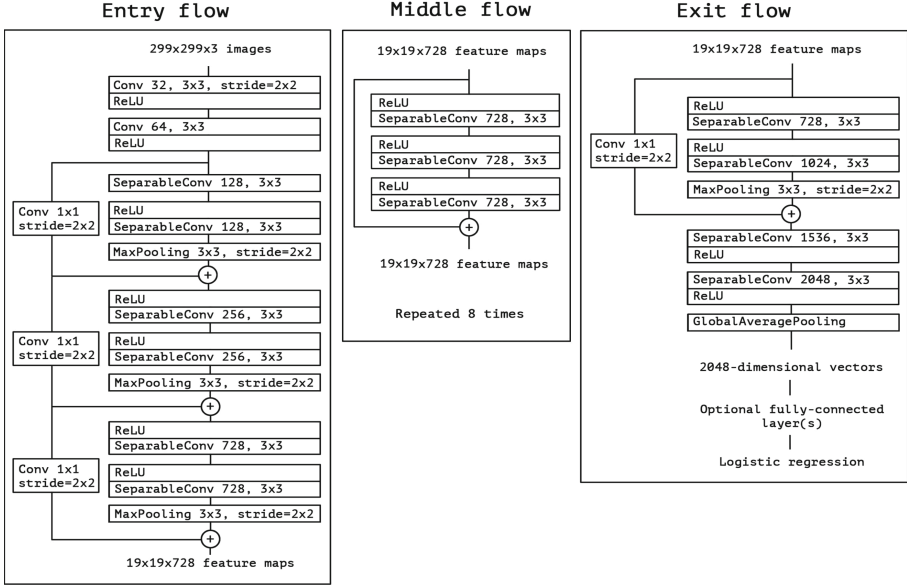 Entry flow
299x299x3 images
Conv 32, 3x3, stride=2x2
ReLU
Conv 64, 3x3
ReLU
SeparableConv 128, 3x3
Conv 1x1
stride=2x2
ReLU
SeparableConv 128, 3x3
MaxPooling 3x3, stride=2x2
+
ReLU
SeparableConv 256, 3x3
Conv 1x1
stride=2x2
ReLU
SeparableConv 256, 3x3
MaxPooling 3x3, stride=2x2
+
ReLU
SeparableConv 728, 3x3
Conv 1x1
stride=2x2
ReLU
SeparableConv 728, 3x3
MaxPooling 3x3, stride=2x2
+
19x19x728 feature maps
Middle flow
19x19x728 feature maps
ReLU
SeparableConv 728, 3x3
ReLU
SeparableConv 728, 3x3
ReLU
SeparableConv 728, 3x3
+
19x19x728 feature maps
Repeated 8 times
Exit flow
19x19x728 feature maps
ReLU
SeparableConv 728, 3x3
Conv 1x1
stride=2x2
ReLU
SeparableConv 1024, 3x3
MaxPooling 3x3, stride=2x2
+
SeparableConv 1536, 3x3
ReLU
SeparableConv 2048, 3x3
ReLU
GlobalAveragePooling
2048-dimensional vectors
Optional fully-connected
layer(s)
Logistic regression